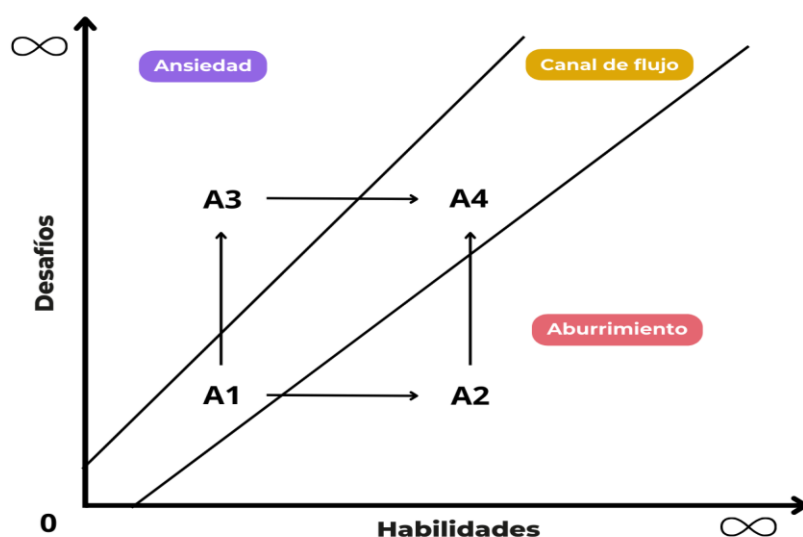 ∞
Ansiedad
Canal de flujo
A3
A4
Desafíos
Aburrimiento
A1
A2
0
Habilidades
∞